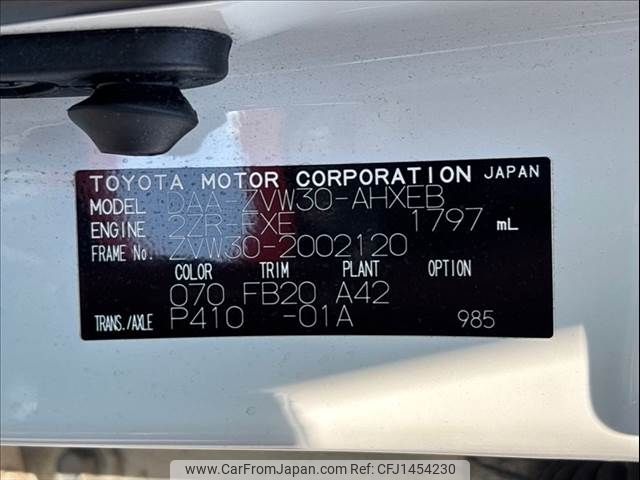 TOYOTA MOTOR CORPORATION JAPAN
MODEL DAA-ZVW30-AHXEB
ENGINE 2ZR-FXE 1797 mL
FRAME No. ZVW30-2002120
COLOR TRIM PLANT OPTION
070 FB20 A42
TRANS./AXLE P410 -01A 985
www.CarFromJapan.com - CFJ1454230